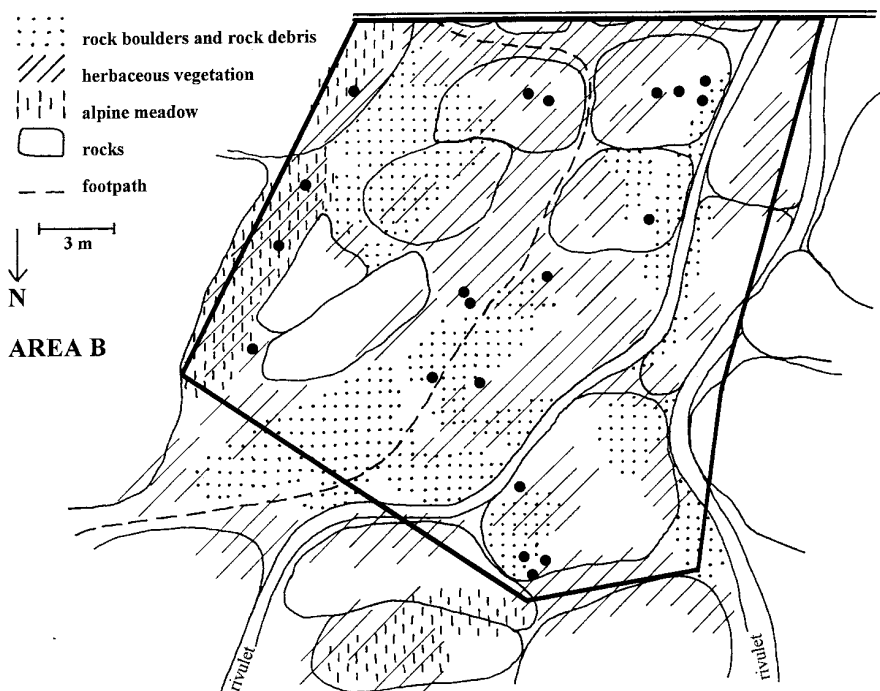 rock boulders and rock debris
herbaceous vegetation
alpine meadow
rocks
footpath
3 m
N
AREA B
rivulet
rivulet